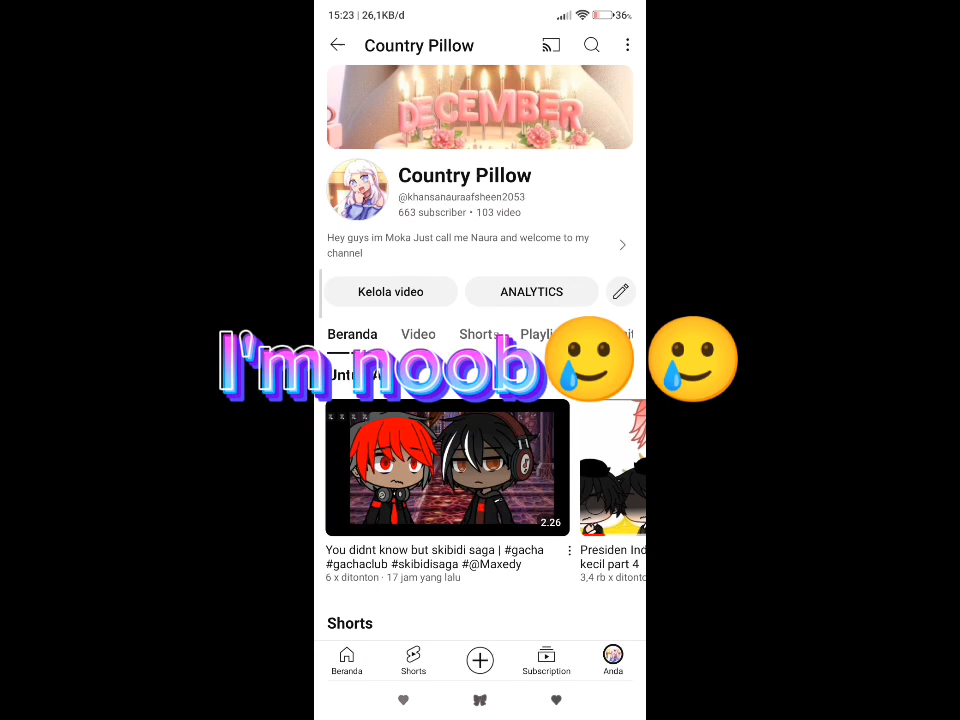 15:23 | 26,1KB/d
36%
Country Pillow
DECEMBER
Country Pillow
@khansanauraafsheen2053
663 subscriber • 103 video
Hey guys im Moka Just call me Naura and welcome to my
channel
Kelola video
ANALYTICS
Beranda
Video
Shorts
I'm noob🥲 🥲
2.26
You didnt know but skibidi saga | #gacha
#gachaclub #skibidisaga #@Maxedy
6 x ditonton · 17 jam yang lalu
Presiden
kecil part 4
3,4 rb x
Shorts
Beranda
Shorts
Subscription
Anda